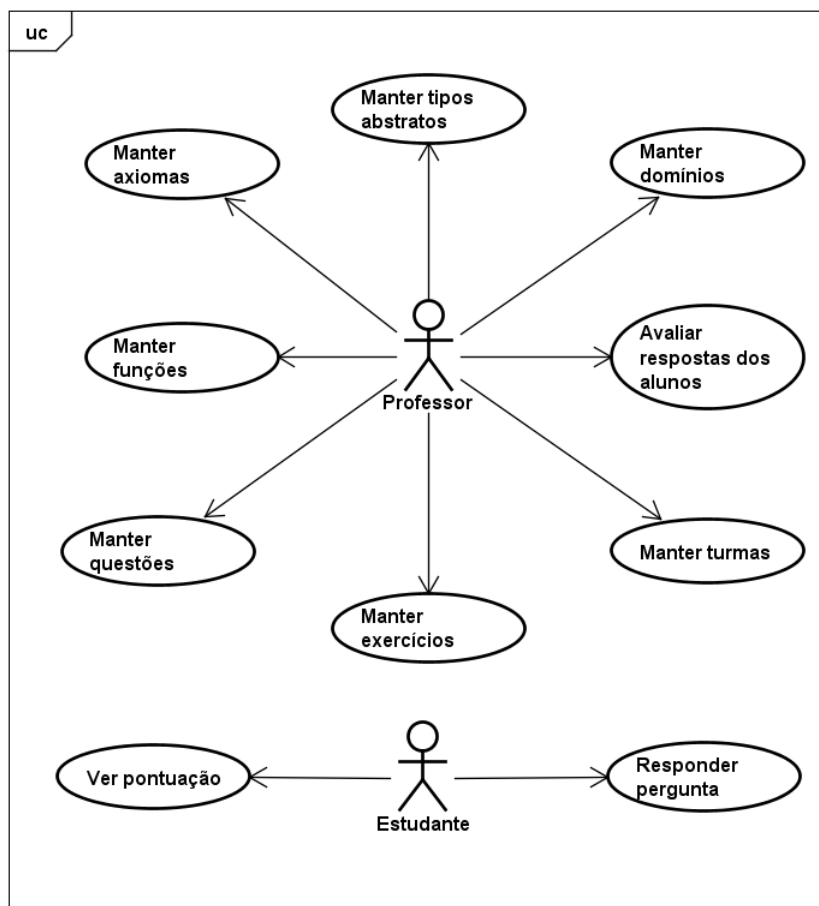 uc
Manter tipos
abstratos
Manter
axiomas
Manter
domínios
Manter
funções
Avaliar
respostas dos
alunos
Professor
Manter
questões
Manter turmas
Manter
exercícios
Ver pontuação
Responder
pergunta
Estudante